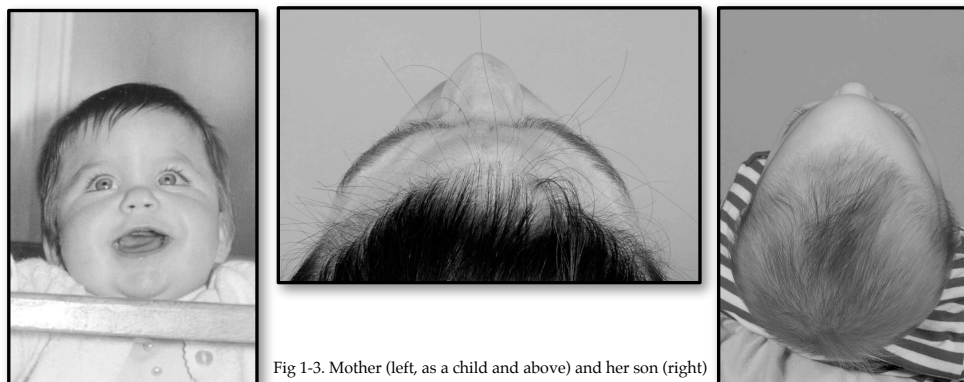 Fig 1-3. Mother (left, as a child and above) and her son (right)